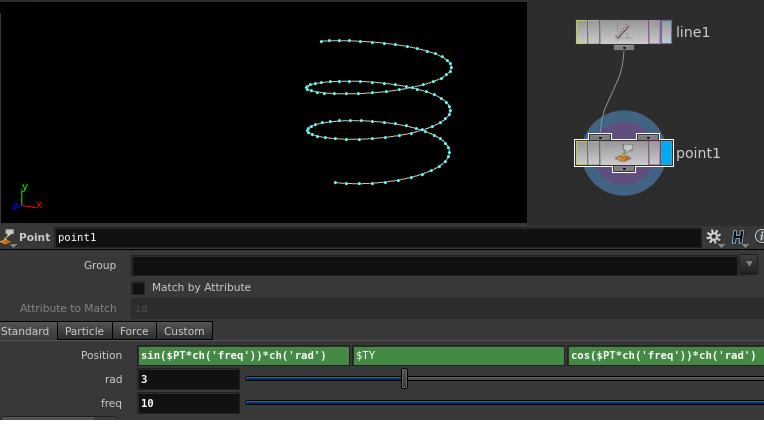 line1
point1
y
x
Point point1
Group
Match by Attribute
Attribute to Match id
Standard Particle Force Custom
Position sin($PT*ch('freq'))*ch('rad') $TY cos($PT*ch('freq'))*ch('rad')
rad 3
freq 10